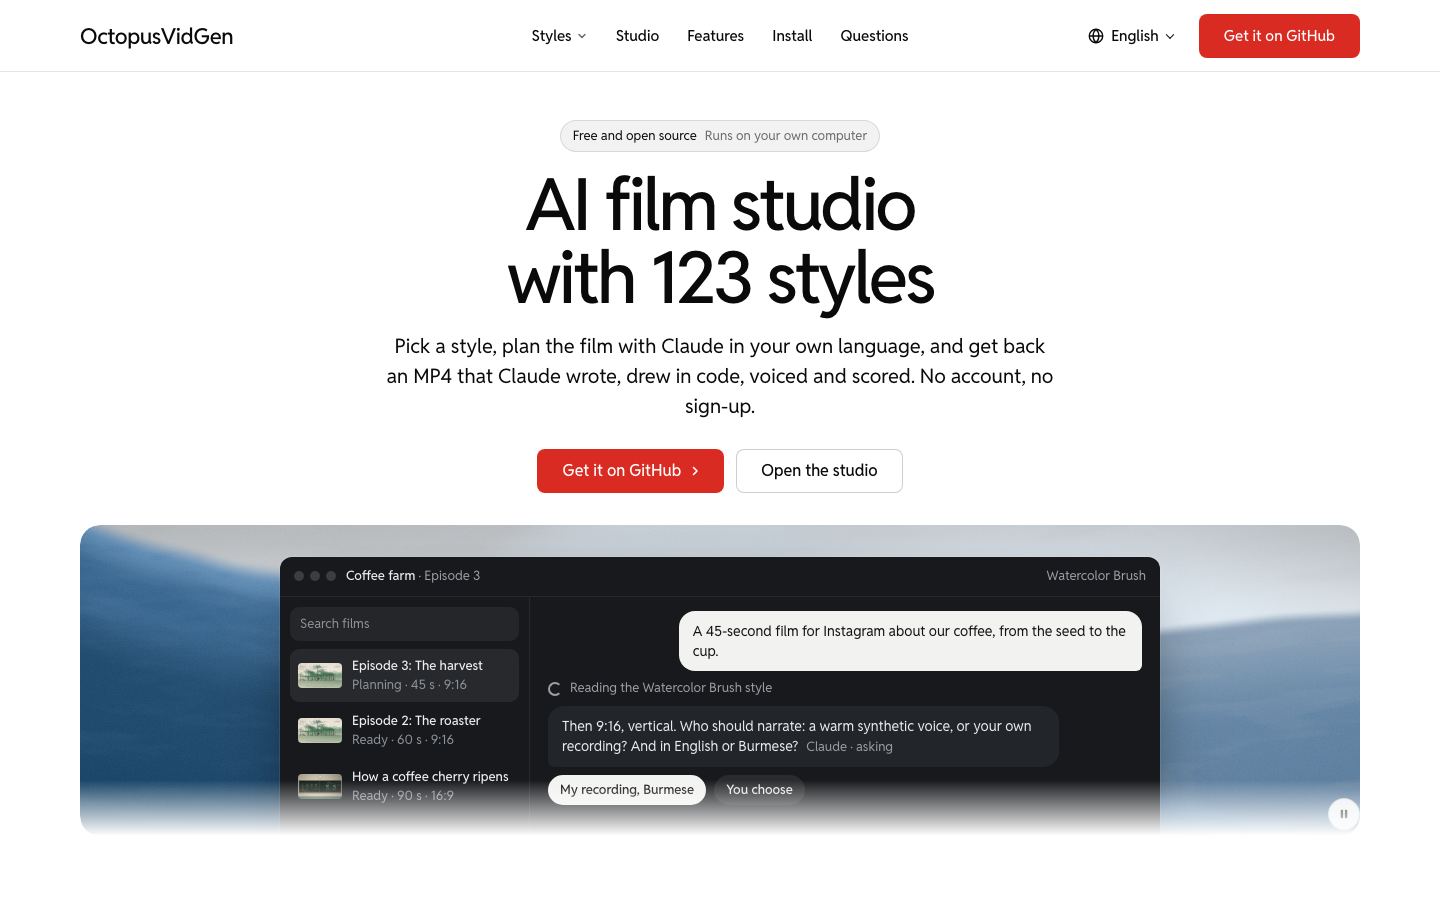 OctopusVidGen
Styles
Studio
Features
Install
Questions
English
Get it on GitHub
Free and open source Runs on your own computer
AI film studio
with 123 styles
Pick a style, plan the film with Claude in your own language, and get back
an MP4 that Claude wrote, drew in code, voiced and scored. No account, no
sign-up.
Get it on GitHub
Open the studio
Coffee farm · Episode 3
Watercolor Brush
Search films
Episode 3: The harvest
Planning · 45 s · 9:16
Episode 2: The roaster
Ready · 60 s · 9:16
How a coffee cherry ripens
Ready · 90 s · 16:9
A 45-second film for Instagram about our coffee, from the seed to the
cup.
Reading the Watercolor Brush style
Then 9:16, vertical. Who should narrate: a warm synthetic voice, or your own
recording? And in English or Burmese? Claude · asking
My recording, Burmese
You choose